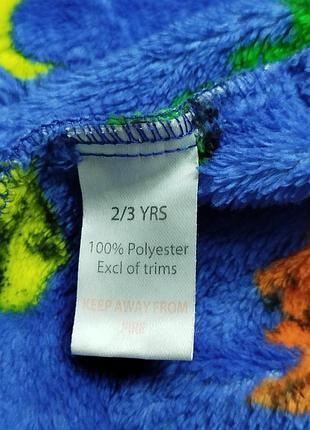 2/3 YRS
100% Polyester
Excl of trims
KEEP AWAY FROM
FIRE